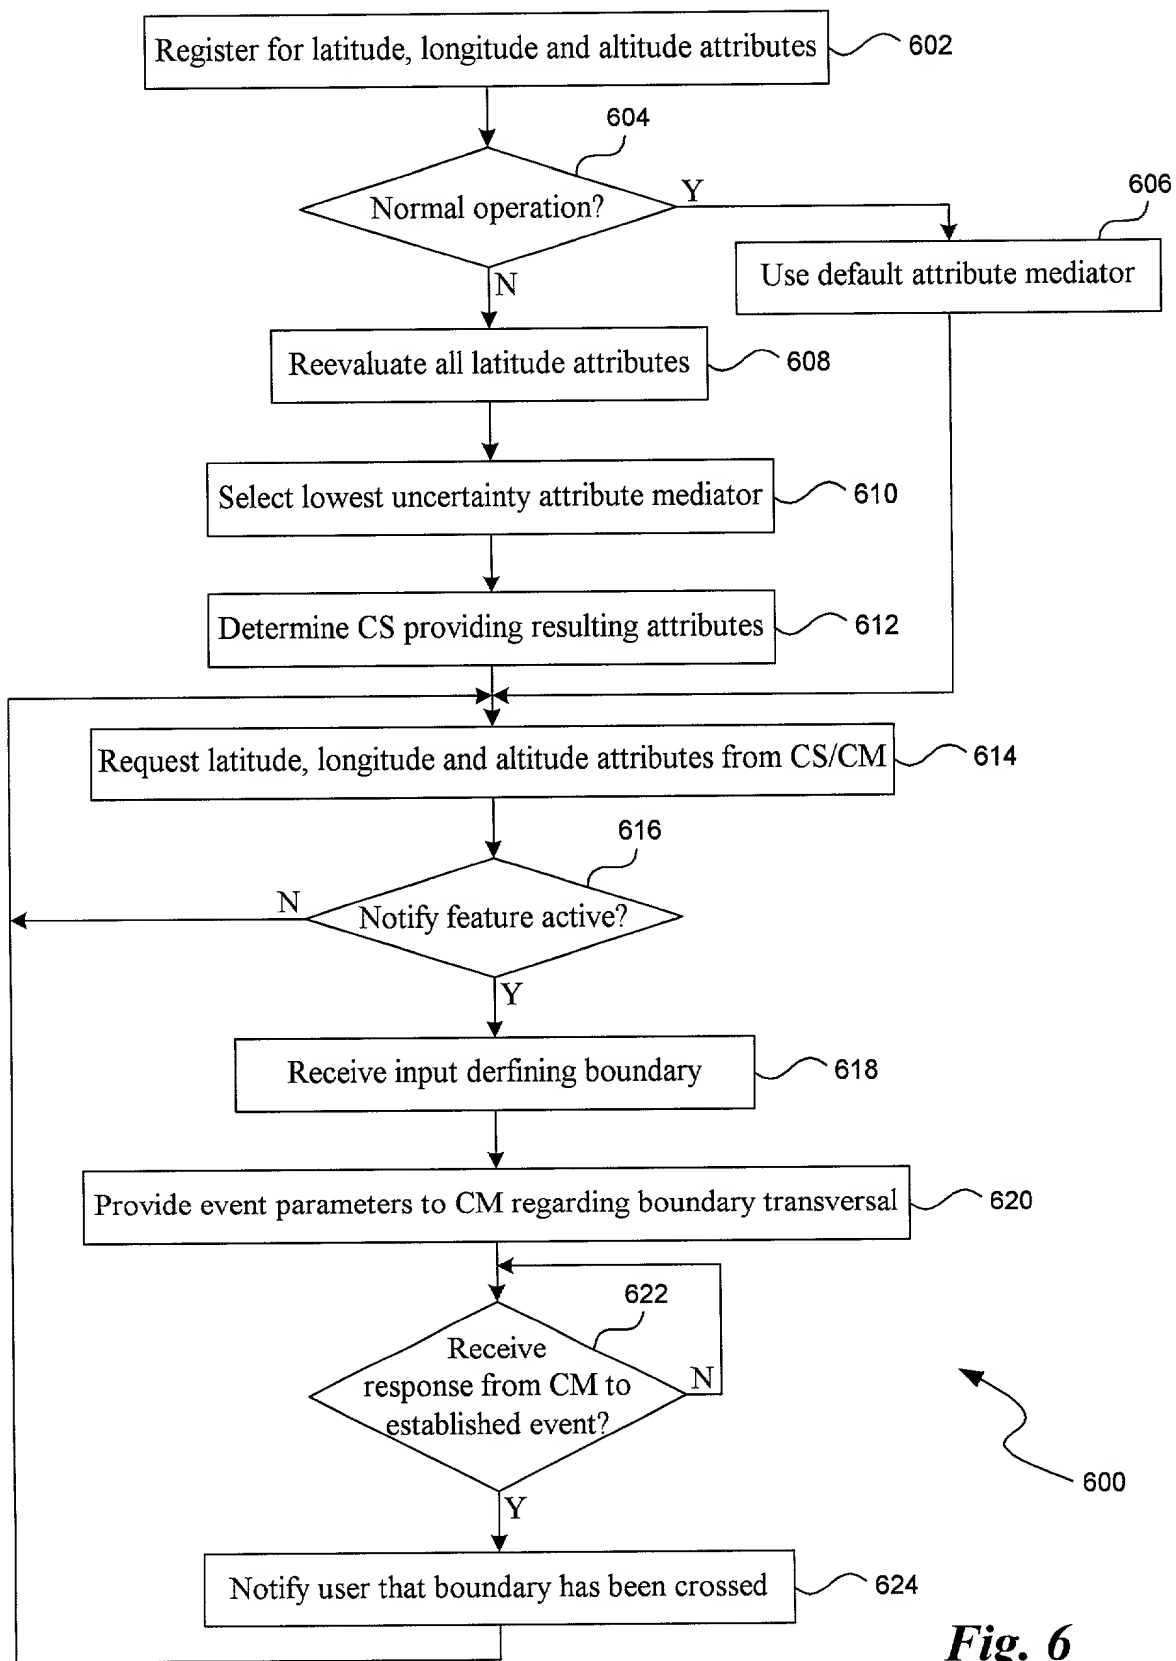 Register for latitude, longitude and altitude attributes
602
604
Normal operation?
Y
606
Use default attribute mediator
N
Reevaluate all latitude attributes
608
Select lowest uncertainty attribute mediator
610
Determine CS providing resulting attributes
612
Request latitude, longitude and altitude attributes from CS/CM
614
616
N
Notify feature active?
Y
Receive input derfining boundary
618
Provide event parameters to CM regarding boundary transversal
620
622
Receive
response from CM to
established event?
N
600
Y
Notify user that boundary has been crossed
624
Fig. 6